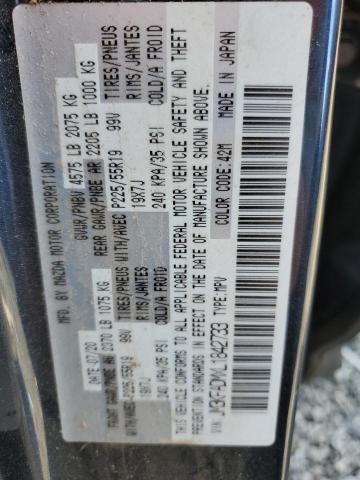 MFD. BY MAZDA MOTOR CORPORATION
DATE 07/20 GVWR/PNBV 4575 LB 2075 KG
FRONT GAWR/PNBE AV 2370 LB 1075 KG REAR GAWR/PNBE AR 2205 LB 1000 KG
WITH/AVEC P225/55R19 99V TIRES/PNEUS WITH/AVEC P225/55R19 99V TIRES/PNEUS
19X7J RIMS/JANTES 19X7J RIMS/JANTES
240 KPA/35 PSI COLD/A FROID 240 KPA/35 PSI COLD/A FROID
THIS VEHICLE CONFORMS TO ALL APPLICABLE FEDERAL MOTOR VEHICLE SAFETY AND THEFT
PREVENTION STANDARDS IN EFFECT ON THE DATE OF MANUFACTURE SHOWN ABOVE.
COLOR CODE:42M MADE IN JAPAN
VIN: TYPE:MPV